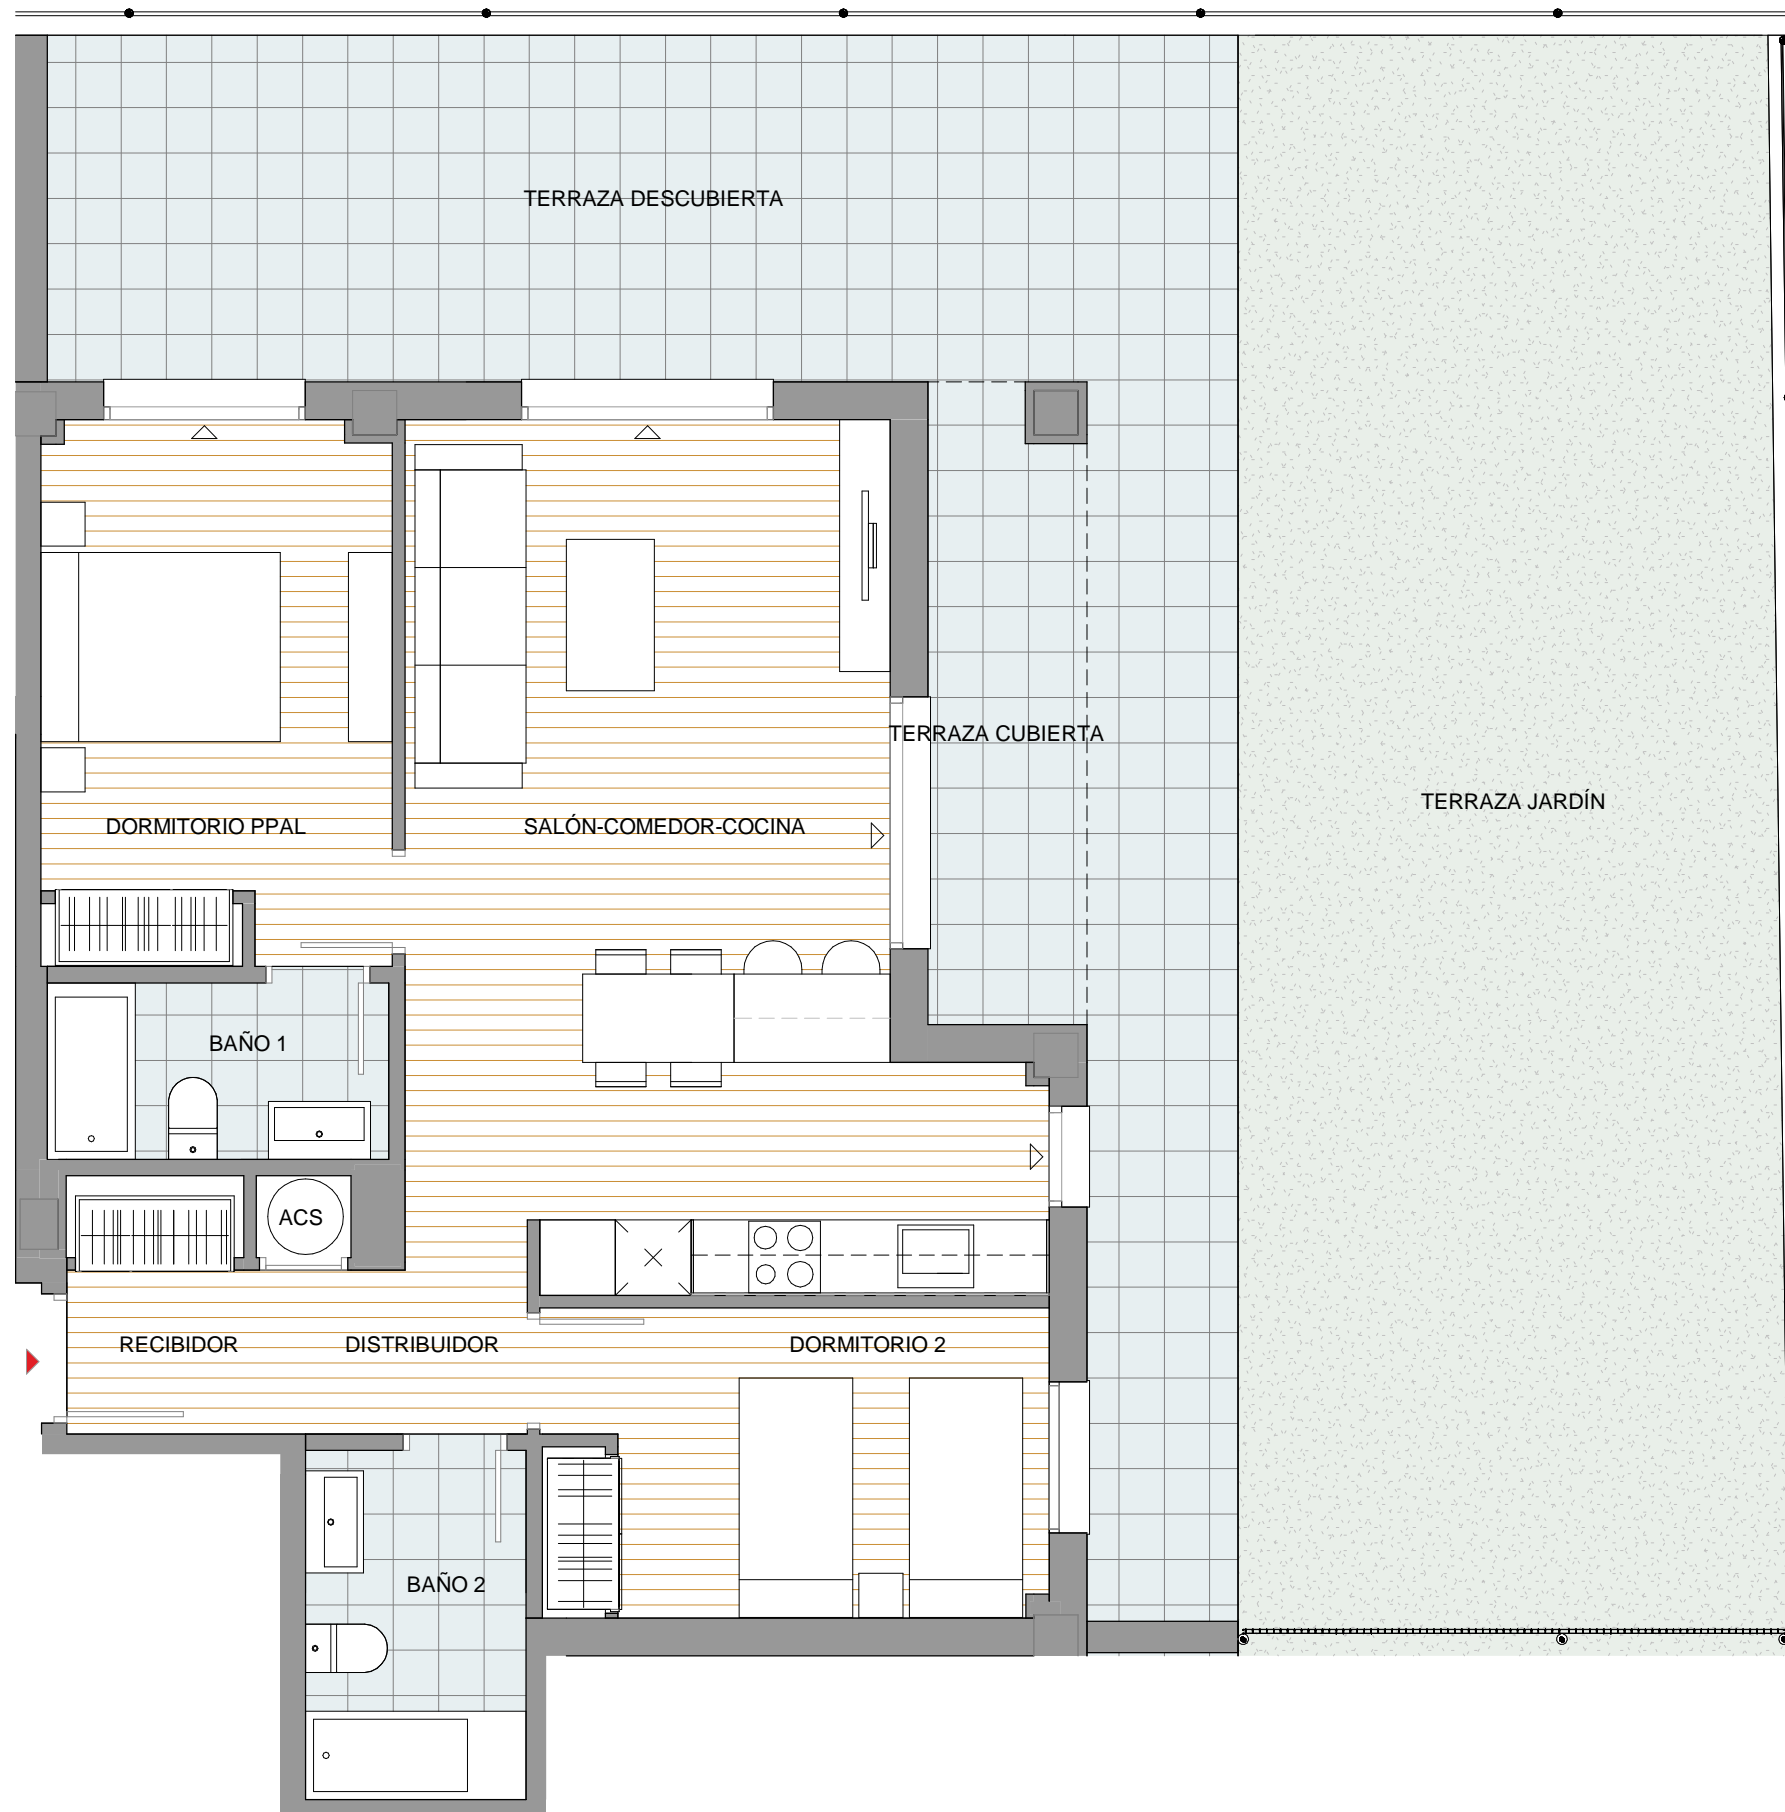 TERRAZA DESCUBIERTA
TERRAZA CUBIERTA
TERRAZA JARDÍN
DORMITORIO PPAL
SALÓN-COMEDOR-COCINA
BAÑO 1
ACS
RECIBIDOR
DISTRIBUIDOR
DORMITORIO 2
BAÑO 2